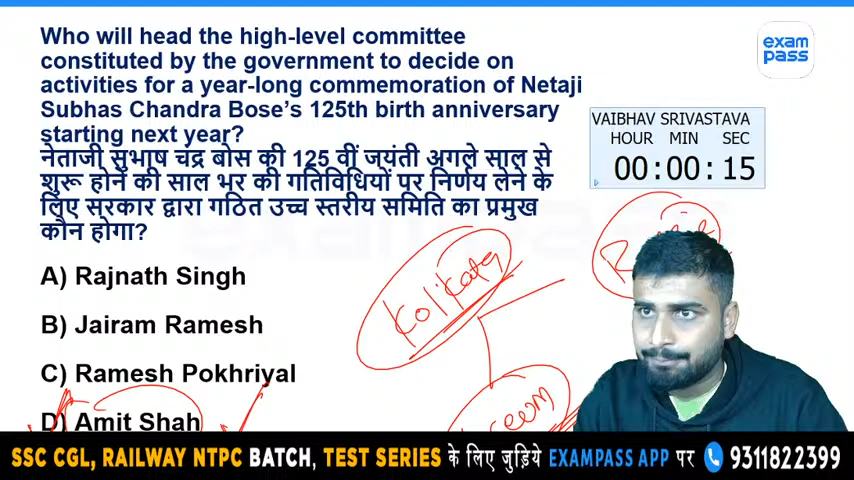 Who will head the high-level committee
constituted by the government to decide on
activities for a year-long commemoration of Netaji
Subhas Chandra Bose's 125th birth anniversary
starting next year?
नेताजी सुभाष चंद्र बोस की 125 वीं जयंती अगले साल से
शुरू होने की साल भर की गतिविधियों पर निर्णय लेने के
लिए सरकार द्वारा गठित उच्च स्तरीय समिति का प्रमुख
कौन होगा?
A) Rajnath Singh
B) Jairam Ramesh
C) Ramesh Pokhriyal
D) Amit Shah
exam
pass
VAIBHAV SRIVASTAVA
HOUR MIN SEC
00:00:15
Kolkata
SSC CGL, RAILWAY NTPC BATCH, TEST SERIES के लिए जुड़िये EXAMPASS APP पर 9311822399